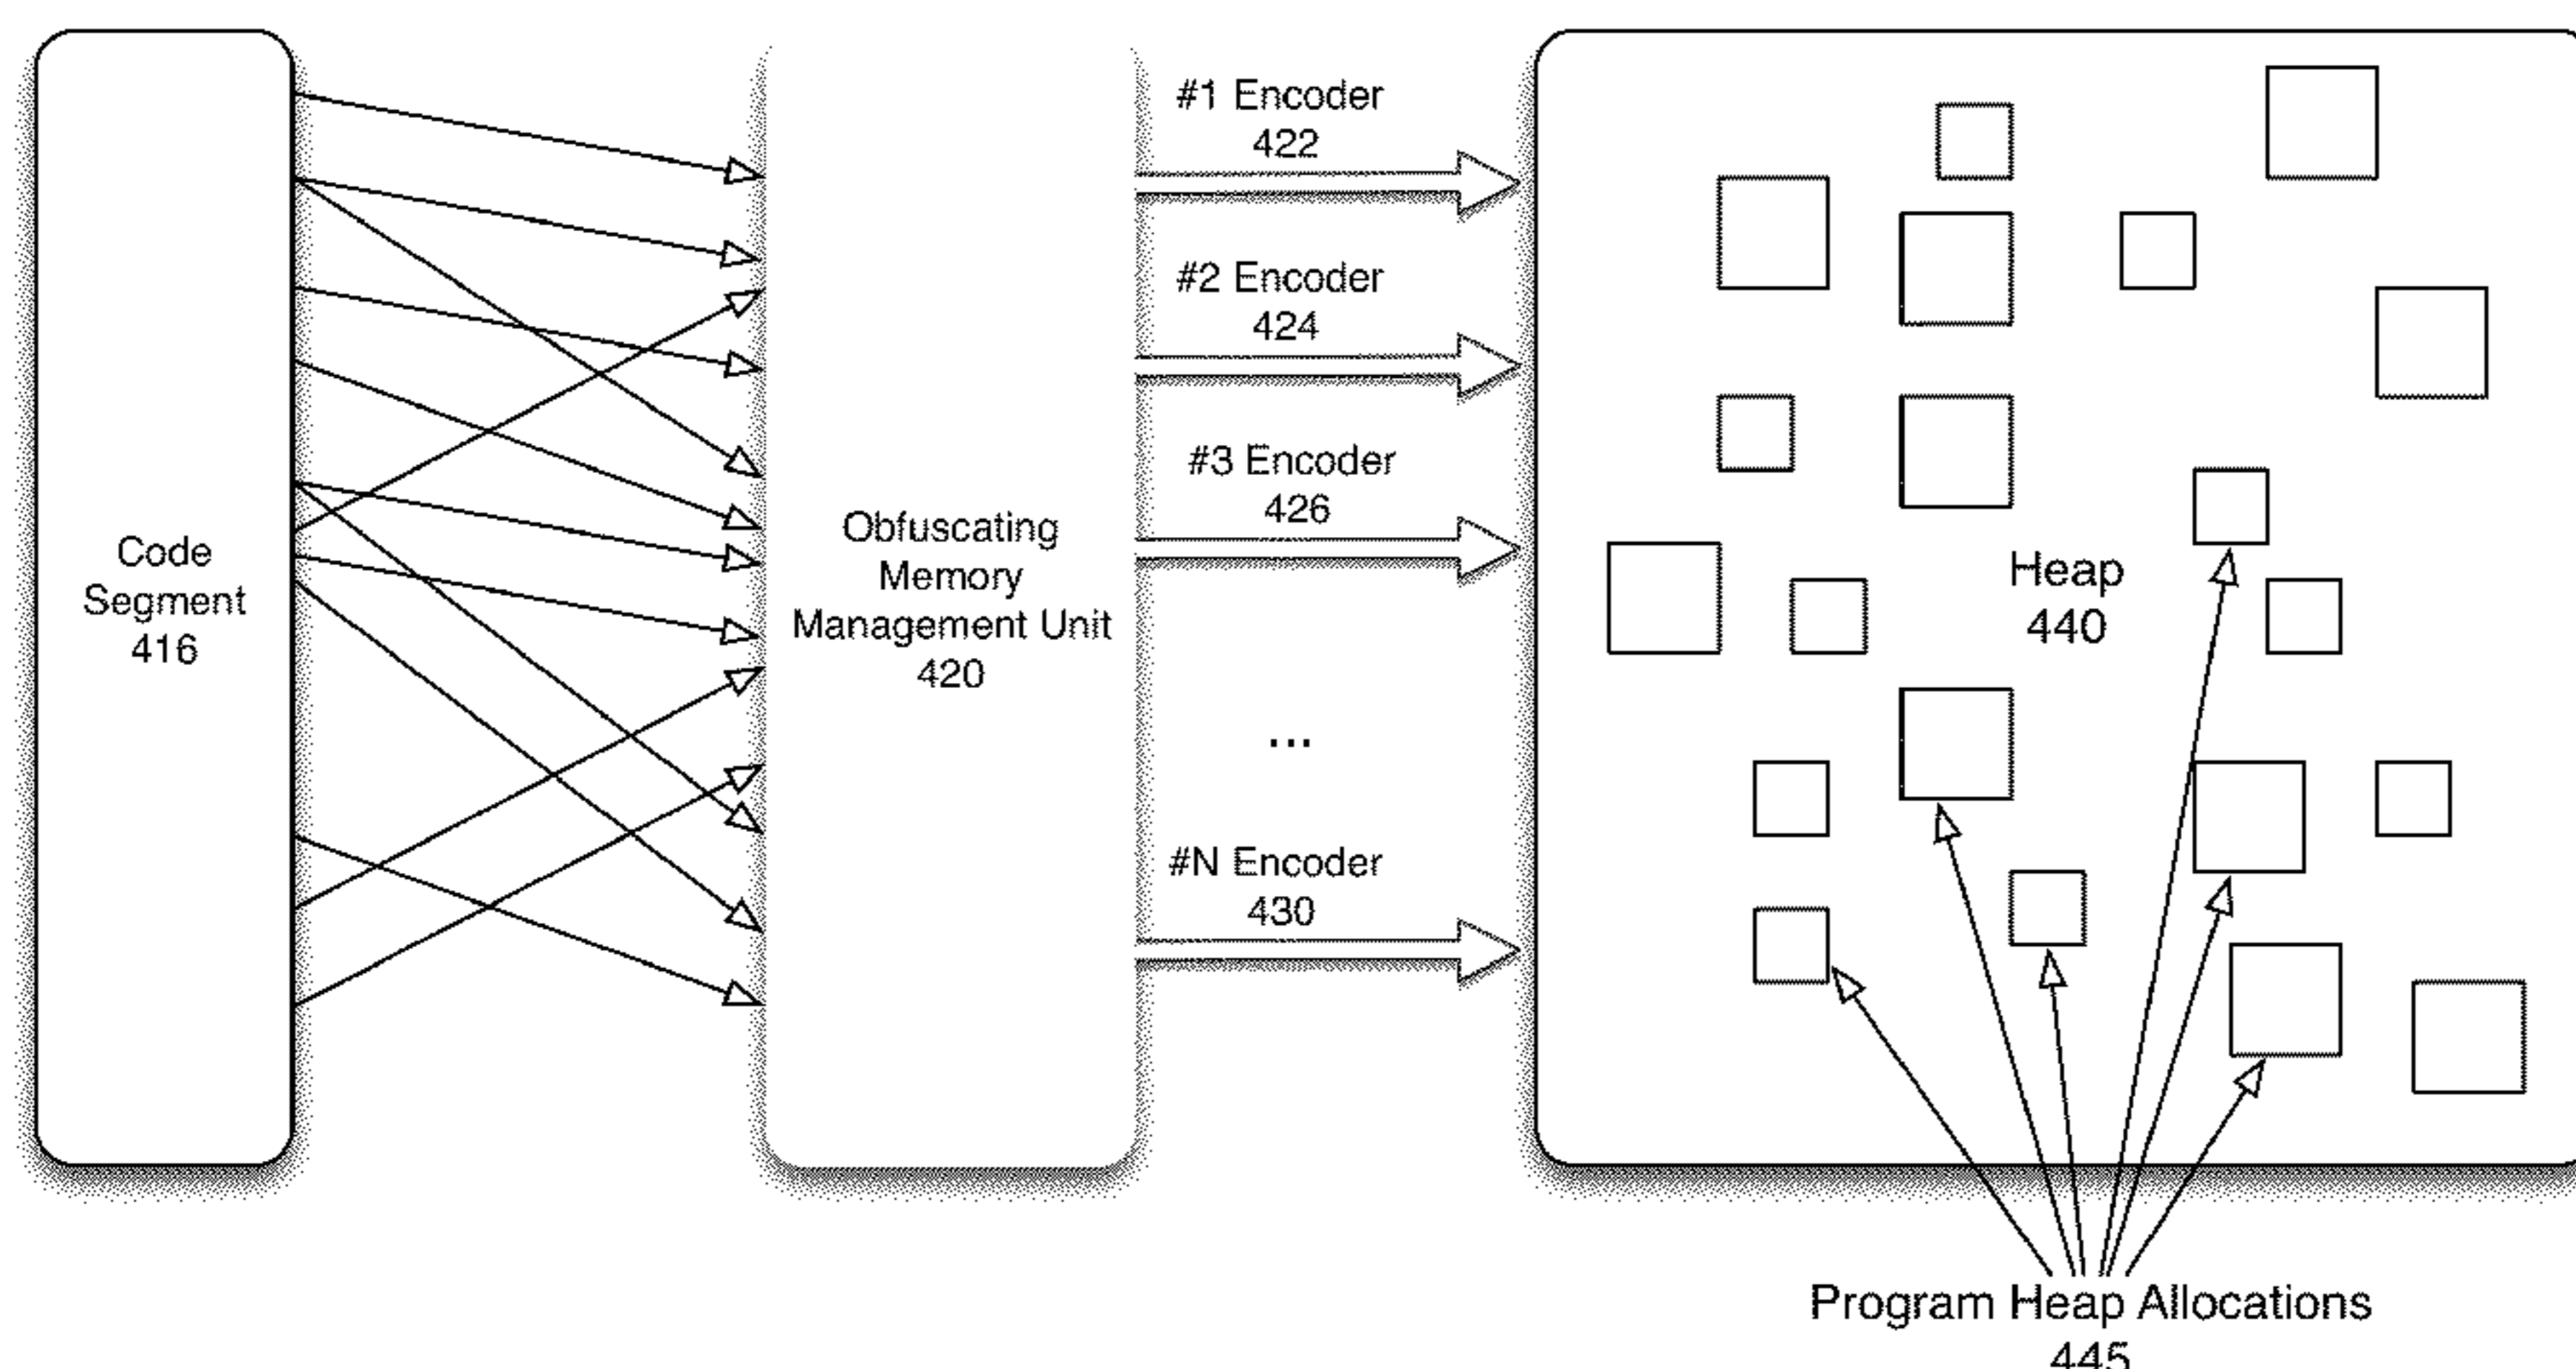 Code
Segment
416
Obfuscating
Memory
Management Unit
420
#1 Encoder
422
#2 Encoder
424
#3 Encoder
426
...
#N Encoder
430
Heap
440
Program Heap Allocations
445